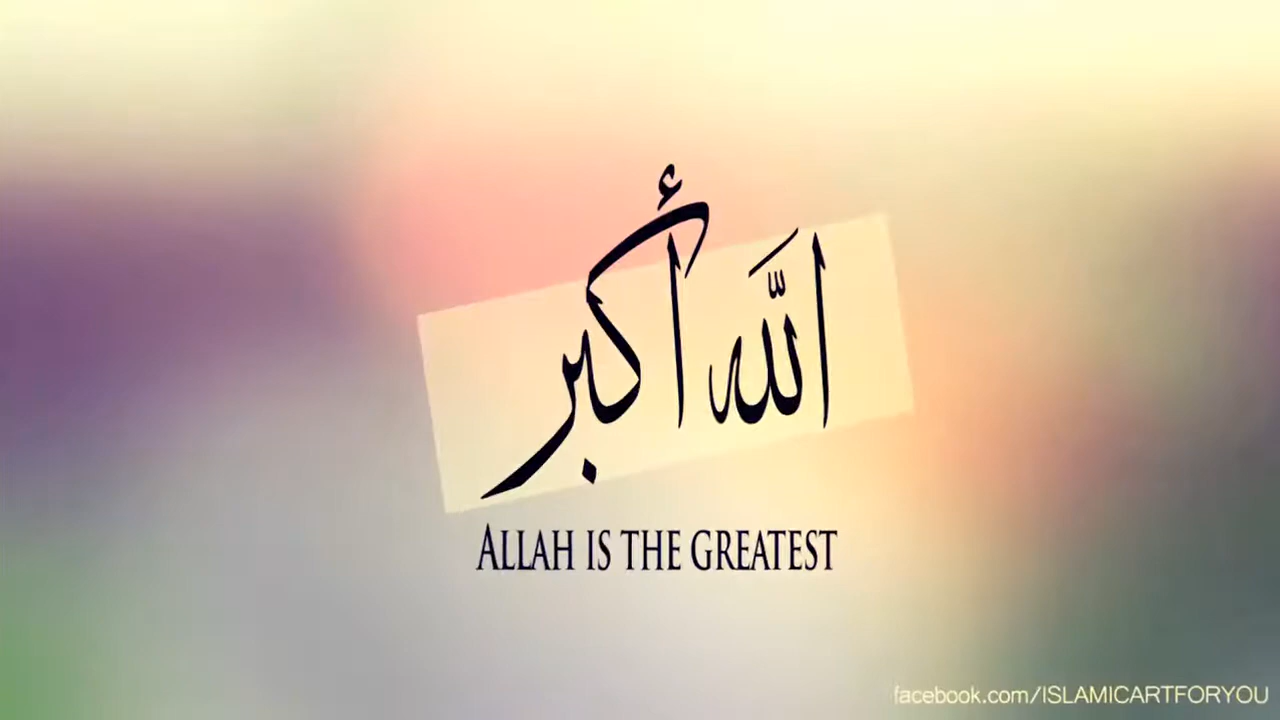 اللّٰه أكبر
ALLAH IS THE GREATEST
facebook.com/ISLAMICARTFORYOU